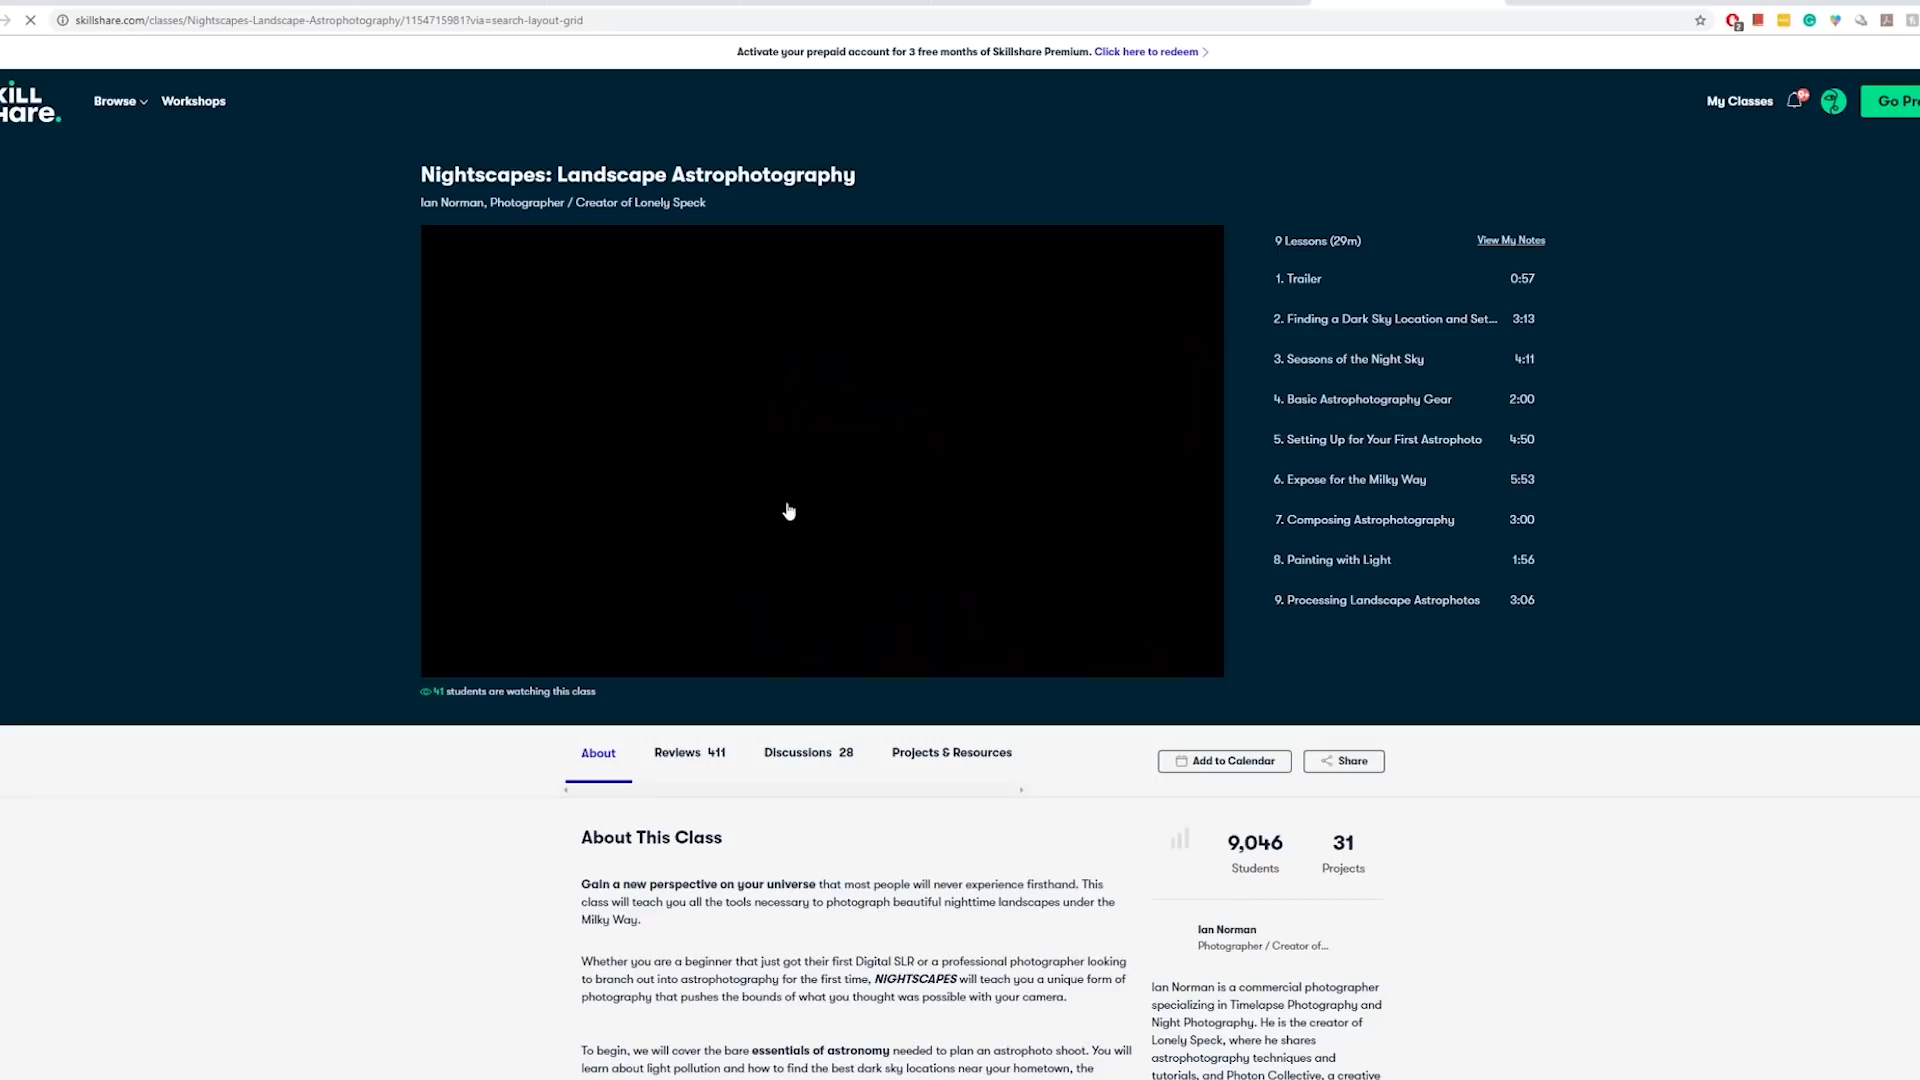 skillshare.com/classes/Nightscapes-Landscape-Astrophotography/1154715981?via=search-layout-grid
Activate your prepaid account for 3 free months of Skillshare Premium. Click here to redeem
Browse Workshops
My Classes
Go Pre
Nightscapes: Landscape Astrophotography
Ian Norman, Photographer / Creator of Lonely Speck
9 Lessons (29m) View My Notes
1. Trailer 0:57
2. Finding a Dark Sky Location and Set... 3:13
3. Seasons of the Night Sky 4:11
4. Basic Astrophotography Gear 2:00
5. Setting Up for Your First Astrophoto 4:50
6. Expose for the Milky Way 5:53
7. Composing Astrophotography 3:00
8. Painting with Light 1:56
9. Processing Landscape Astrophotos 3:06
41 students are watching this class
About Reviews 411 Discussions 28 Projects & Resources
Add to Calendar Share
About This Class
Gain a new perspective on your universe that most people will never experience firsthand. This
class will teach you all the tools necessary to photograph beautiful nighttime landscapes under the
Milky Way.
Whether you are a beginner that just got their first Digital SLR or a professional photographer looking
to branch out into astrophotography for the first time, NIGHTSCAPES will teach you a unique form of
photography that pushes the bounds of what you thought was possible with your camera.
To begin, we will cover the bare essentials of astronomy needed to plan an astrophoto shoot. You will
learn about light pollution and how to find the best dark sky locations near your hometown, the
9,046 31
Students Projects
Ian Norman
Photographer / Creator of...
Ian Norman is a commercial photographer
specializing in Timelapse Photography and
Night Photography. He is the creator of
Lonely Speck, where he shares
astrophotography techniques and
tutorials, and Photon Collective, a creative